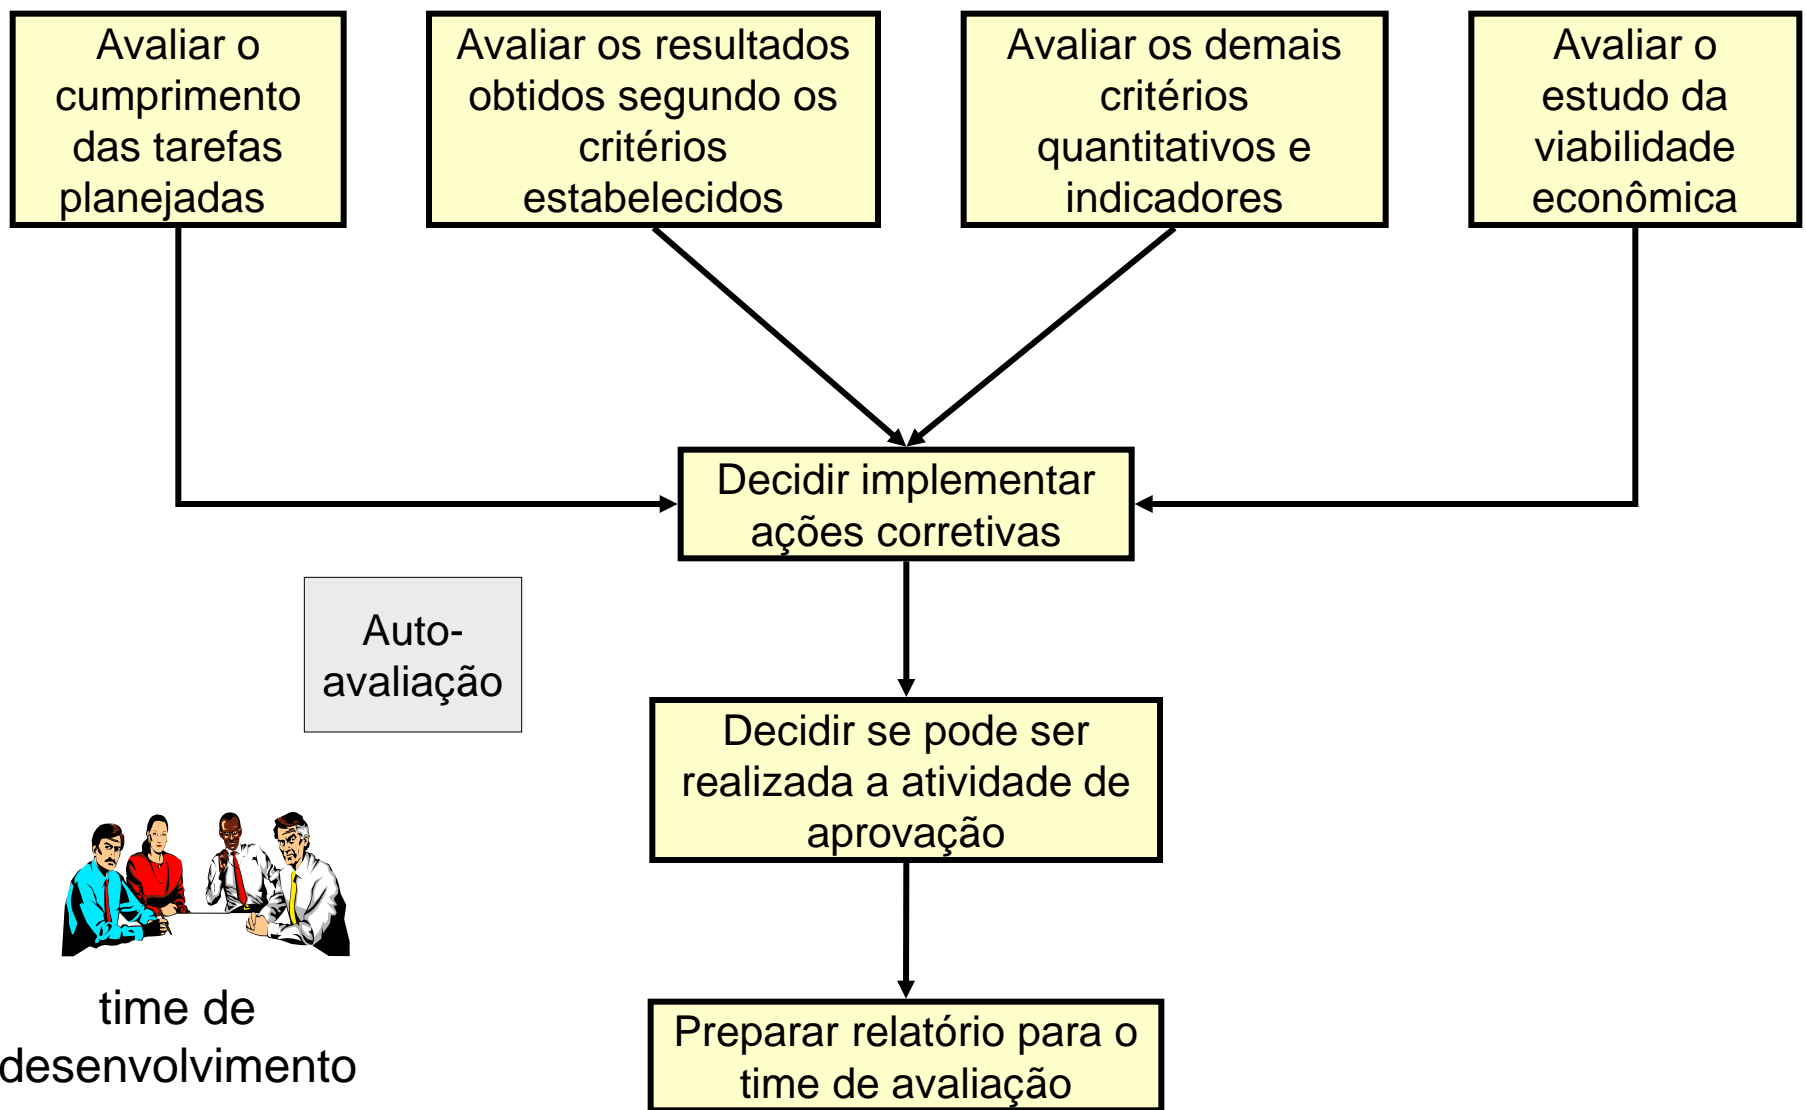 Avaliar o
cumprimento
das tarefas
planejadas
Avaliar os resultados
obtidos segundo os
critérios
estabelecidos
Avaliar os demais
critérios
quantitativos e
indicadores
Avaliar o
estudo da
viabilidade
econômica
Decidir implementar
ações corretivas
Auto-
avaliação
Decidir se pode ser
realizada a atividade de
aprovação
time de
desenvolvimento
Preparar relatório para o
time de avaliação